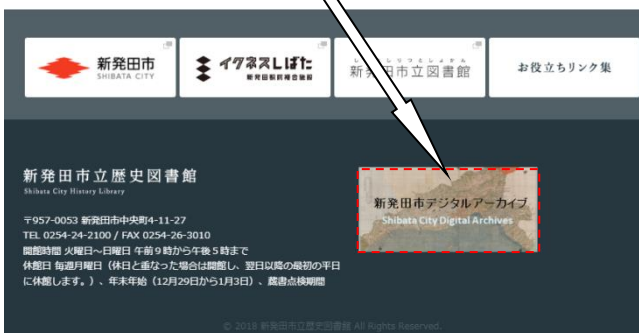 新発田市
SHIBATA CITY
イクネスしばた
新発田駅前複合施設
新発田市立図書館
お役立ちリンク集
新発田市立歴史図書館
Shibata City History Library
〒957-0053 新発田市中央町4-11-27
TEL 0254-24-2100 / FAX 0254-26-3010
開館時間 火曜日～日曜日 午前9時から午後5時まで
休館日 毎週月曜日（休日と重なった場合は開館し、翌日以降の最初の平日
に休館します。）、年末年始（12月29日から1月3日）、蔵書点検期間
新発田市デジタルアーカイブ
Shibata City Digital Archives
© 2018 新発田市立歴史図書館 All Rights Reserved.